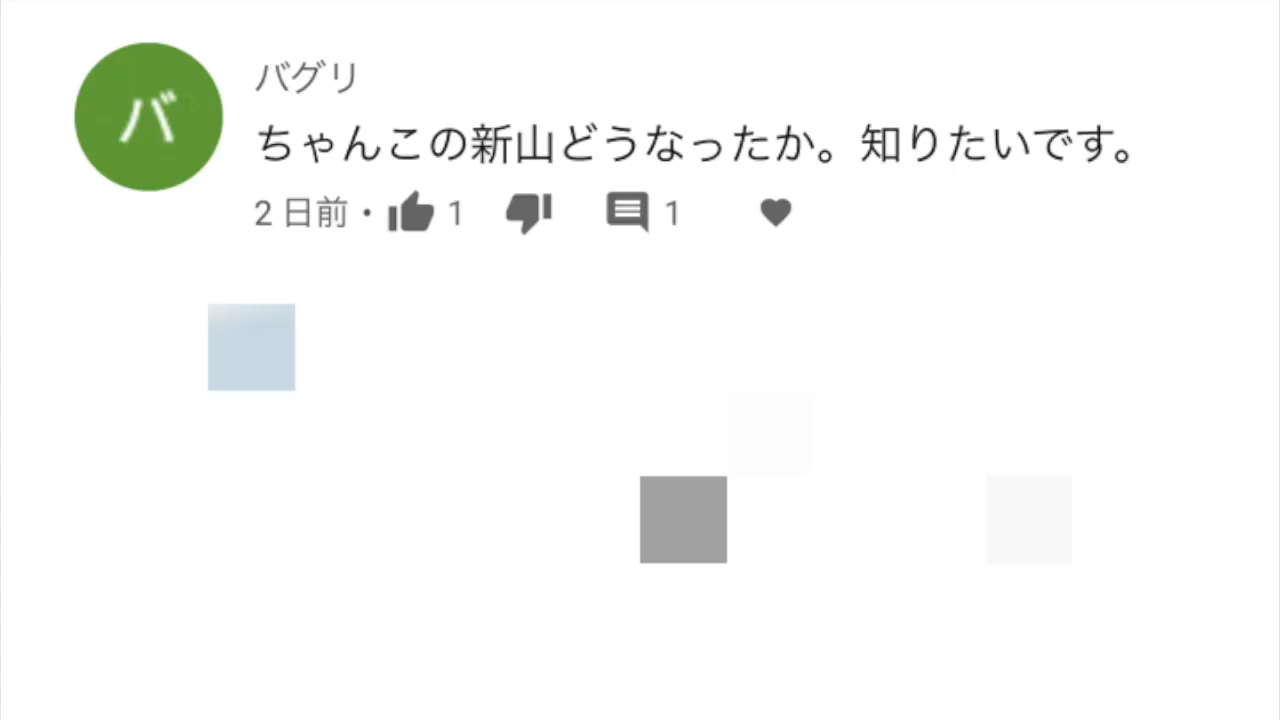 バ
バグリ
ちゃんこの新山どうなったか。知りたいです。
2 日前・ 1 1